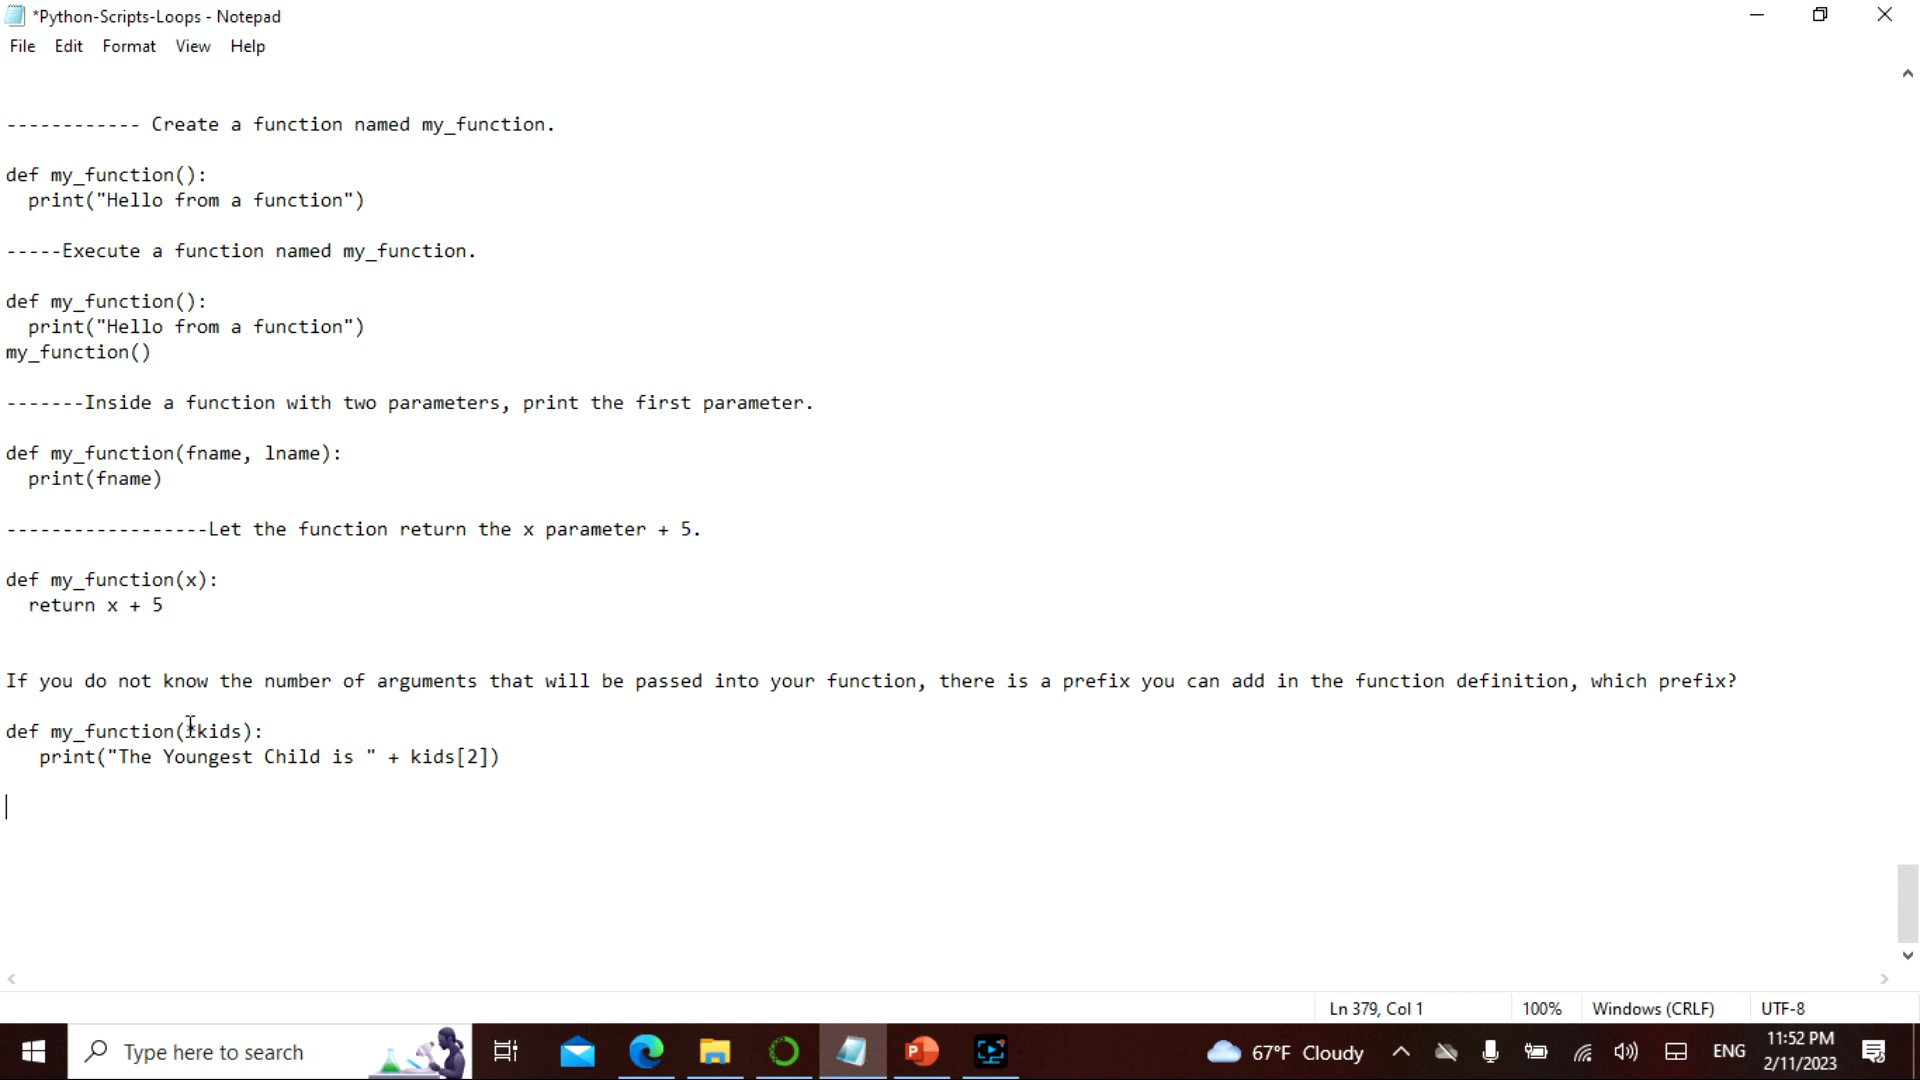 *Python-Scripts-Loops - Notepad
File Edit Format View Help
------------ Create a function named my_function.
def my_function():
  print("Hello from a function")
-----Execute a function named my_function.
def my_function():
  print("Hello from a function")
my_function()
-------Inside a function with two parameters, print the first parameter.
def my_function(fname, lname):
  print(fname)
------------------Let the function return the x parameter + 5.
def my_function(x):
  return x + 5
If you do not know the number of arguments that will be passed into your function, there is a prefix you can add in the function definition, which prefix?
def my_function(*kids):
   print("The Youngest Child is " + kids[2])
Ln 379, Col 1 100% Windows (CRLF) UTF-8
Type here to search P 67°F Cloudy ENG 11:52 PM
2/11/2023